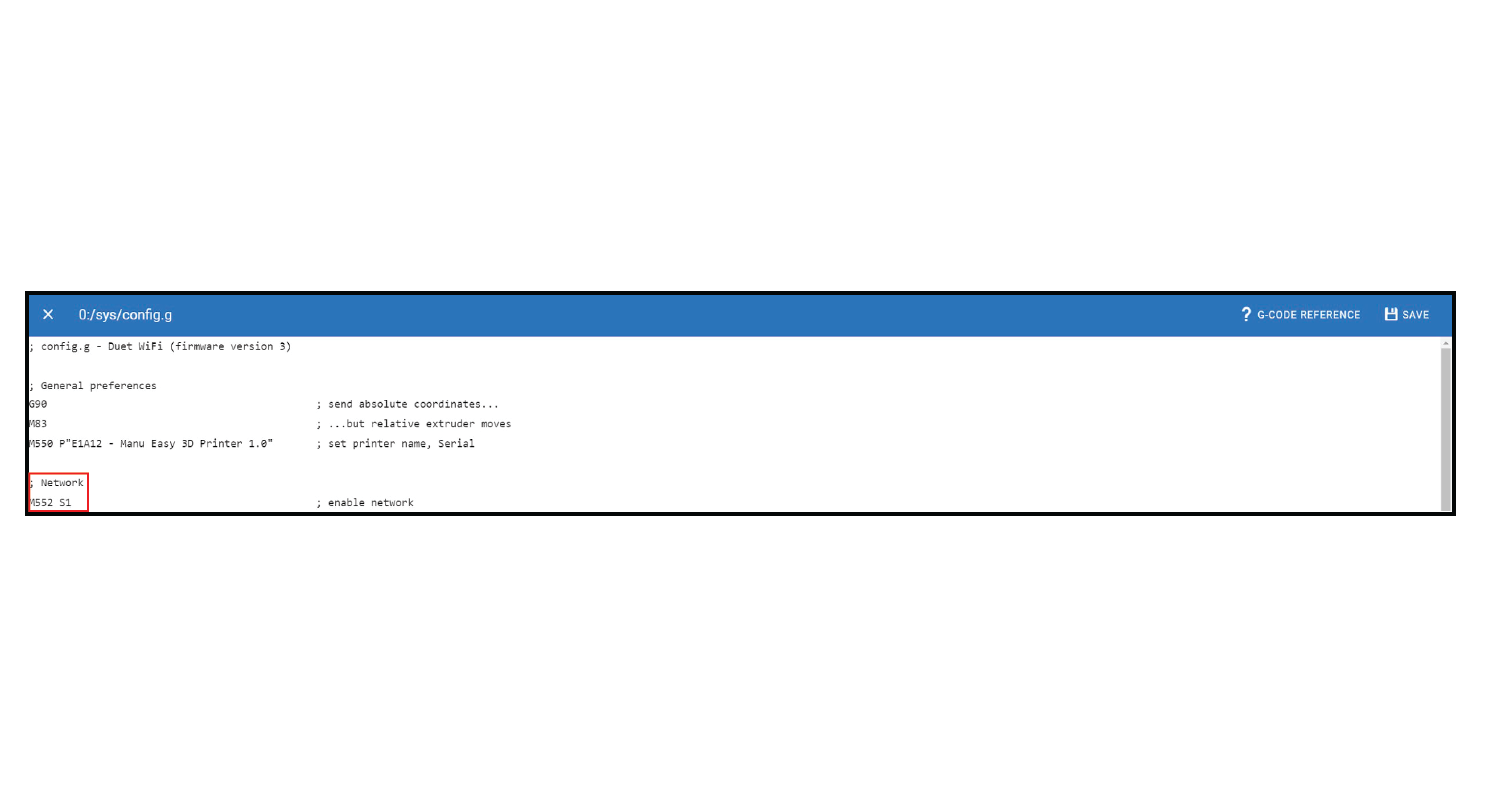 0:/sys/config.g ? G-CODE REFERENCE SAVE
; config.g - Duet WiFi (firmware version 3)
; General preferences
G90 ; send absolute coordinates...
M83 ; ...but relative extruder moves
M550 P"E1A12 - Manu Easy 3D Printer 1.0" ; set printer name, Serial
; Network
M552 S1 ; enable network